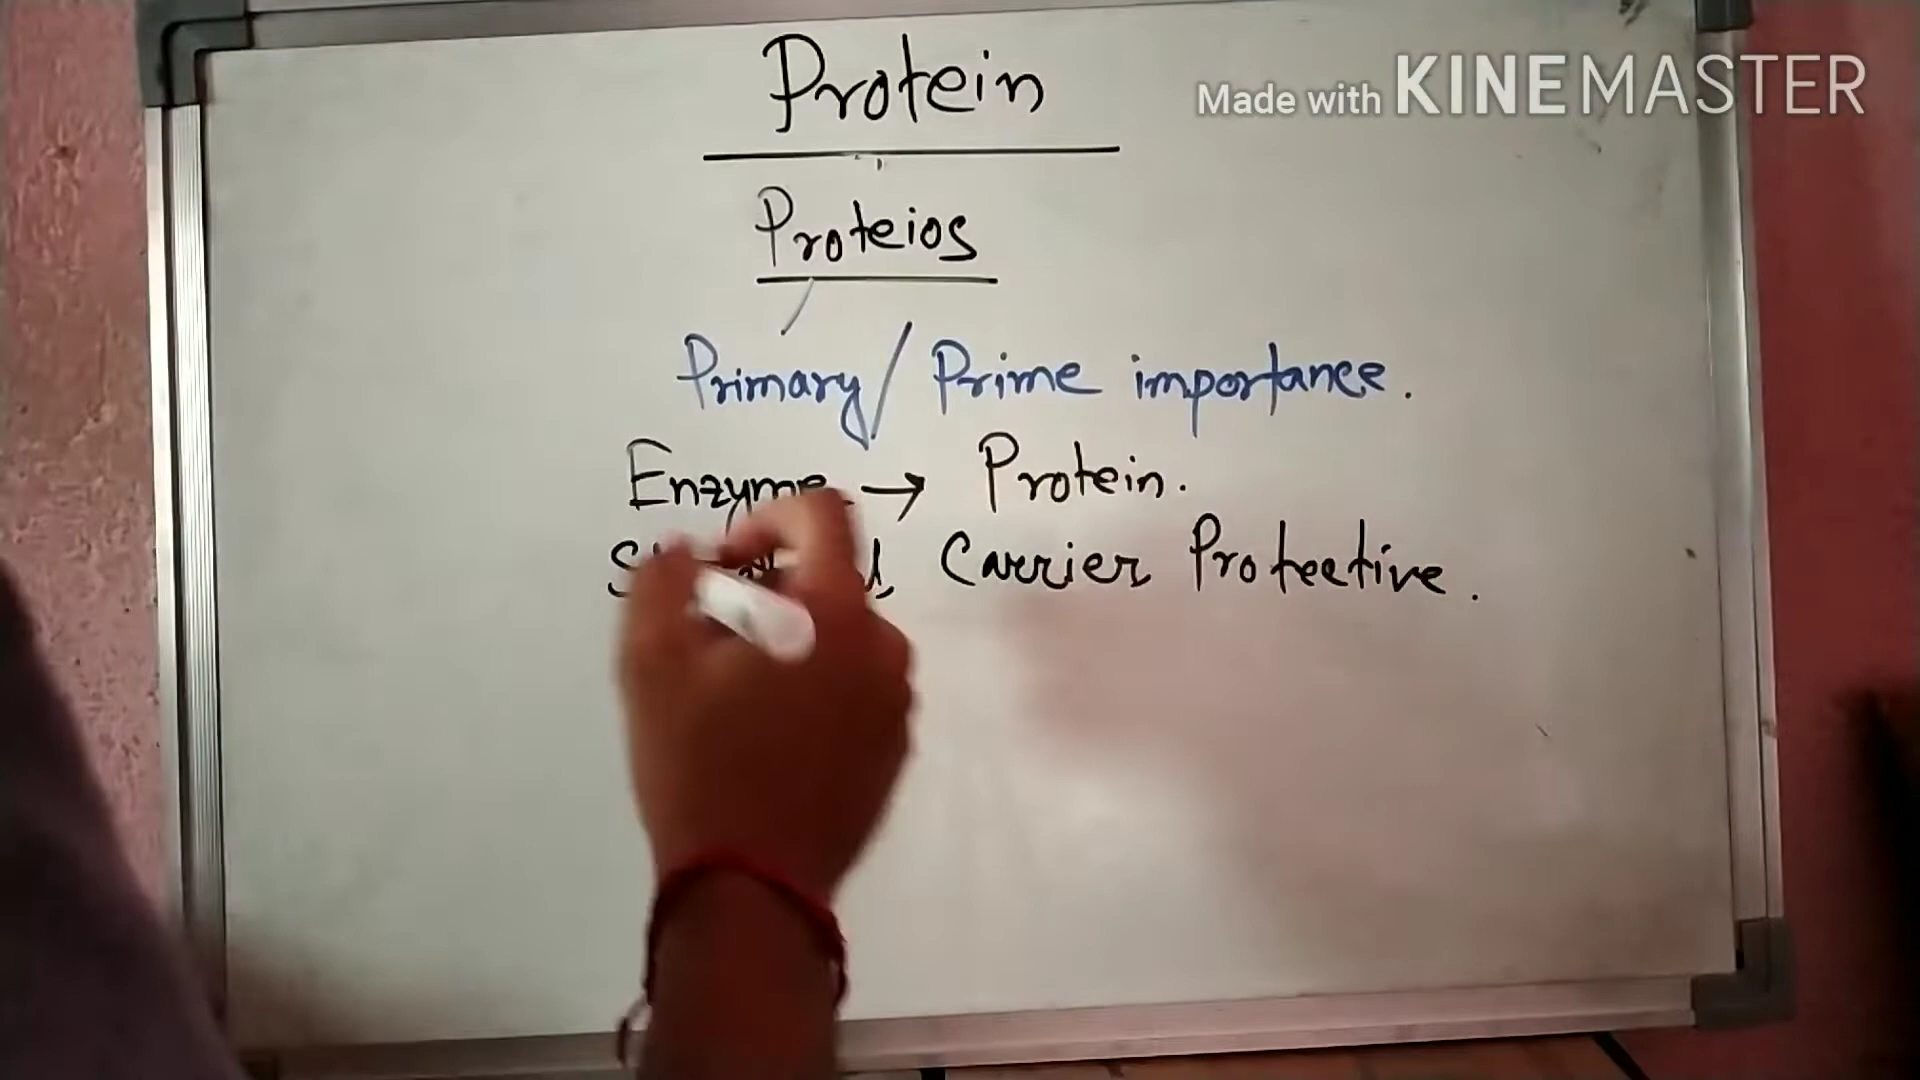 Protein
Made with KINEMASTER
Proteios
Primary/ Prime importance.
Enzyme → Protein.
Carrier Protective.